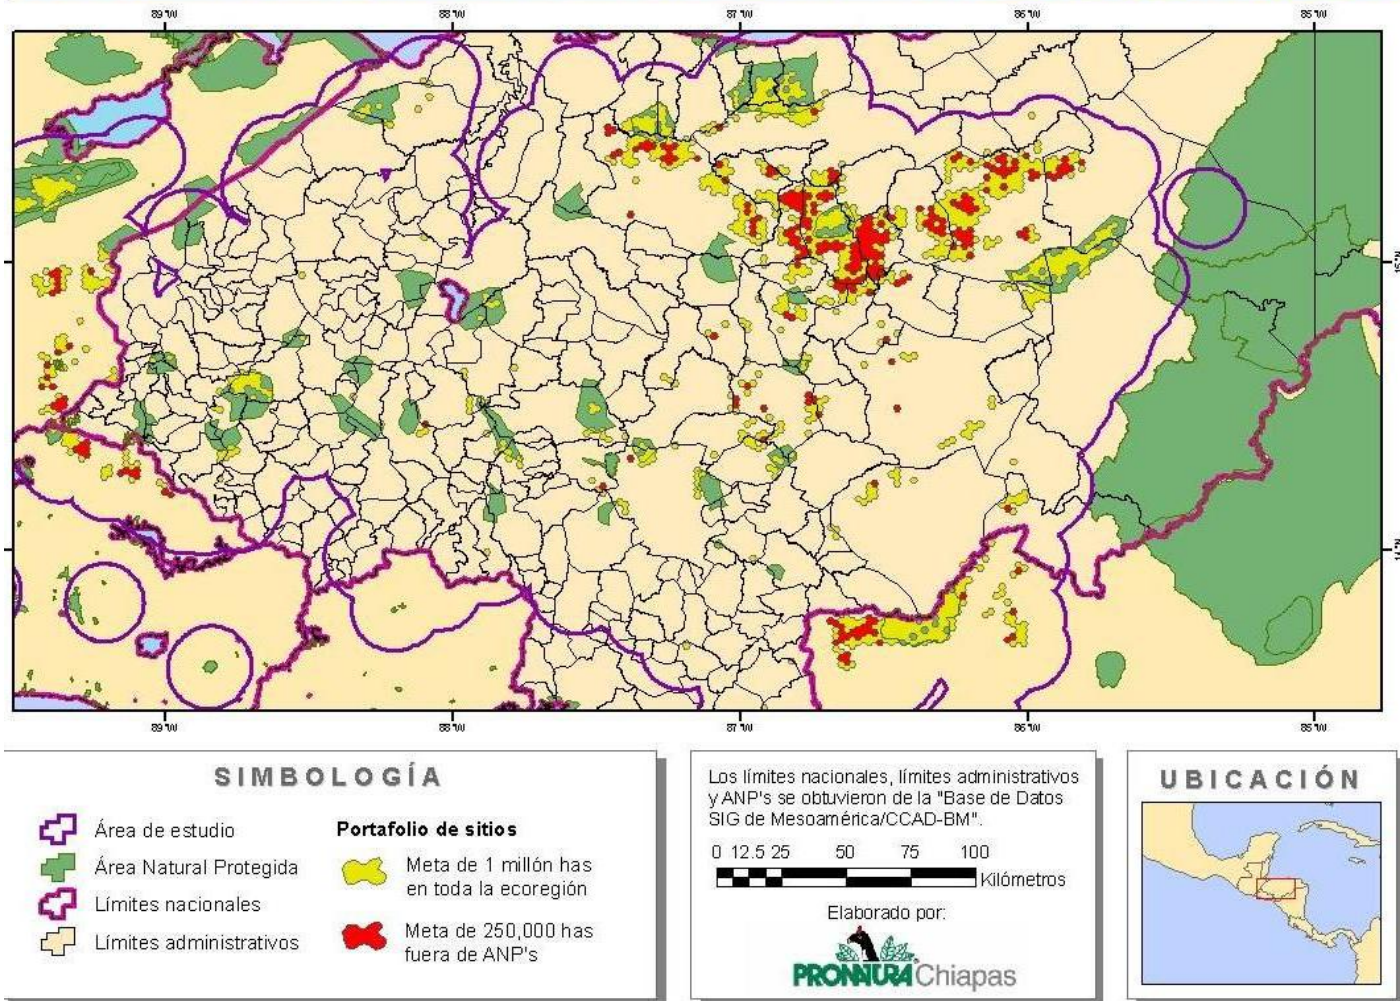 89°W 88°W 87°W 86°W 85°W
15°N
14°N
89°W 88°W 87°W 86°W 85°W
SIMBOLOGÍA
Área de estudio
Área Natural Protegida
Límites nacionales
Límites administrativos
Portafolio de sitios
Meta de 1 millón has
en toda la ecoregión
Meta de 250,000 has
fuera de ANP's
Los límites nacionales, límites administrativos
y ANP's se obtuvieron de la "Base de Datos
SIG de Mesoamérica/CCAD-BM".
0 12.5 25 50 75 100
Kilómetros
Elaborado por:
PRONATURA Chiapas
UBICACIÓN